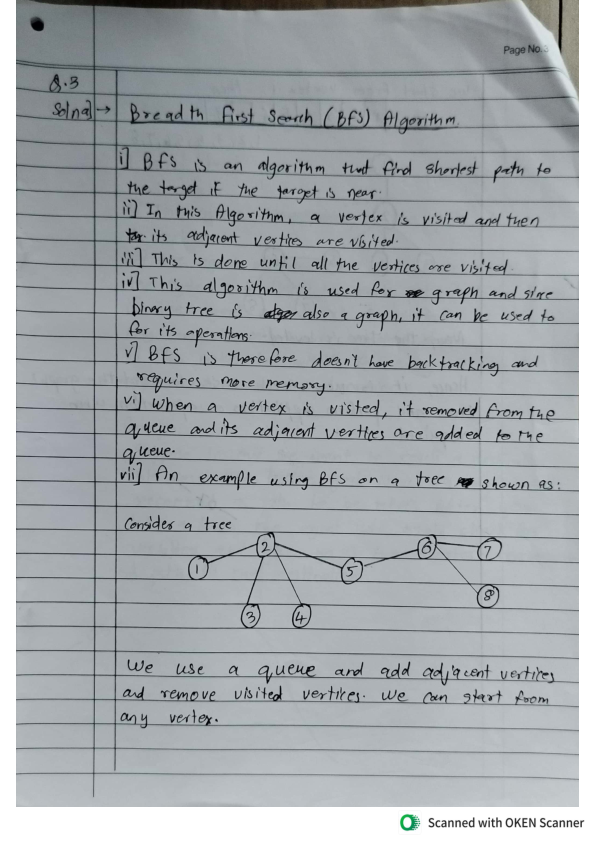 Page No.
Q.3
Soln a] → Breadth First Search (BFS) Algorithm.
i] BFS is an algorithm that find shortest path to
the target if the target is near.
ii] In this Algorithm, a vertex is visited and then
its adjacent vertices are visited.
iii] This is done until all the vertices are visited.
iv] This algorithm is used for graph and since
binary tree is also a graph, it can be used to
for its operations.
v] BFS is therefore doesn't have backtracking and
requires more memory.
vi] When a vertex is visted, it removed from the
queue and its adjacent vertices are added to the
queue.
vii] An example using BFS on a tree shown as:
Consider a tree
2 6 7
1 5
8
3 4
We use a queue and add adjacent vertices
and remove visited vertices. We can start from
any vertex.
Scanned with OKEN Scanner